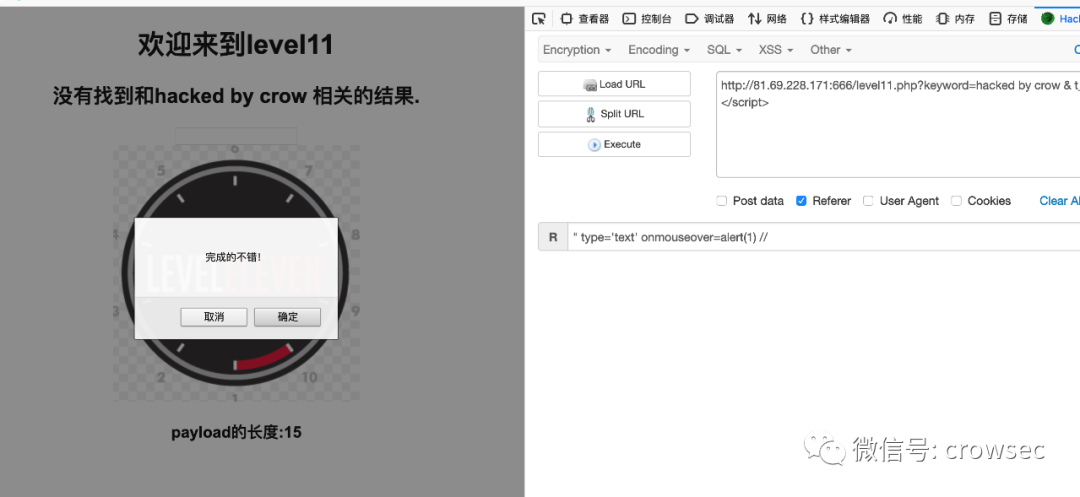 查看器 控制台 调试器 网络 {} 样式编辑器 性能 内存 存储 Hac
欢迎来到level11
没有找到和hacked by crow 相关的结果.
6
5 7
4 8
3 9
2 10
1
LEVEL ELEVEN
完成的不错!
取消 确定
payload的长度:15
Encryption Encoding SQL XSS Other
Load URL
Split URL
Execute
http://81.69.228.171:666/level11.php?keyword=hacked by crow & t_
</script>
Post data Referer User Agent Cookies Clear Al
R " type='text' onmouseover=alert(1) //
微信号: crowsec